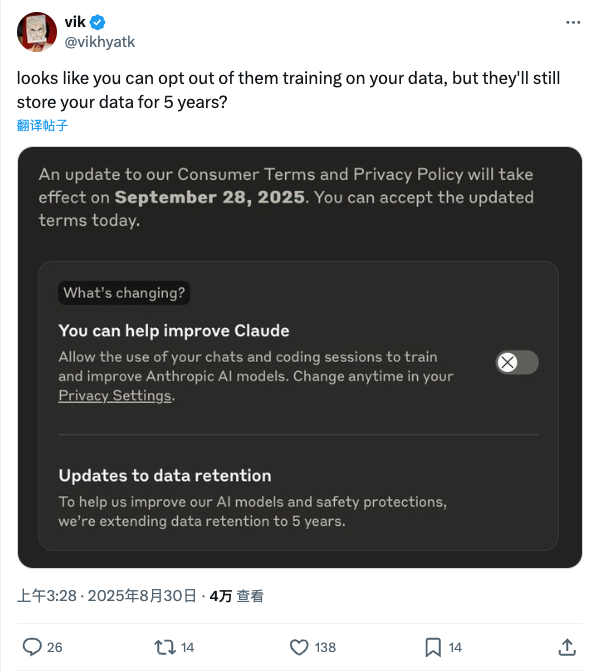 vik
@vikhyatk
looks like you can opt out of them training on your data, but they'll still
store your data for 5 years?
翻译帖子
An update to our Consumer Terms and Privacy Policy will take
effect on September 28, 2025. You can accept the updated
terms today.
What's changing?
You can help improve Claude
Allow the use of your chats and coding sessions to train
and improve Anthropic AI models. Change anytime in your
Privacy Settings.
Updates to data retention
To help us improve our AI models and safety protections,
we're extending data retention to 5 years.
上午3:28 · 2025年8月30日 · 4万 查看
26 14 138 14